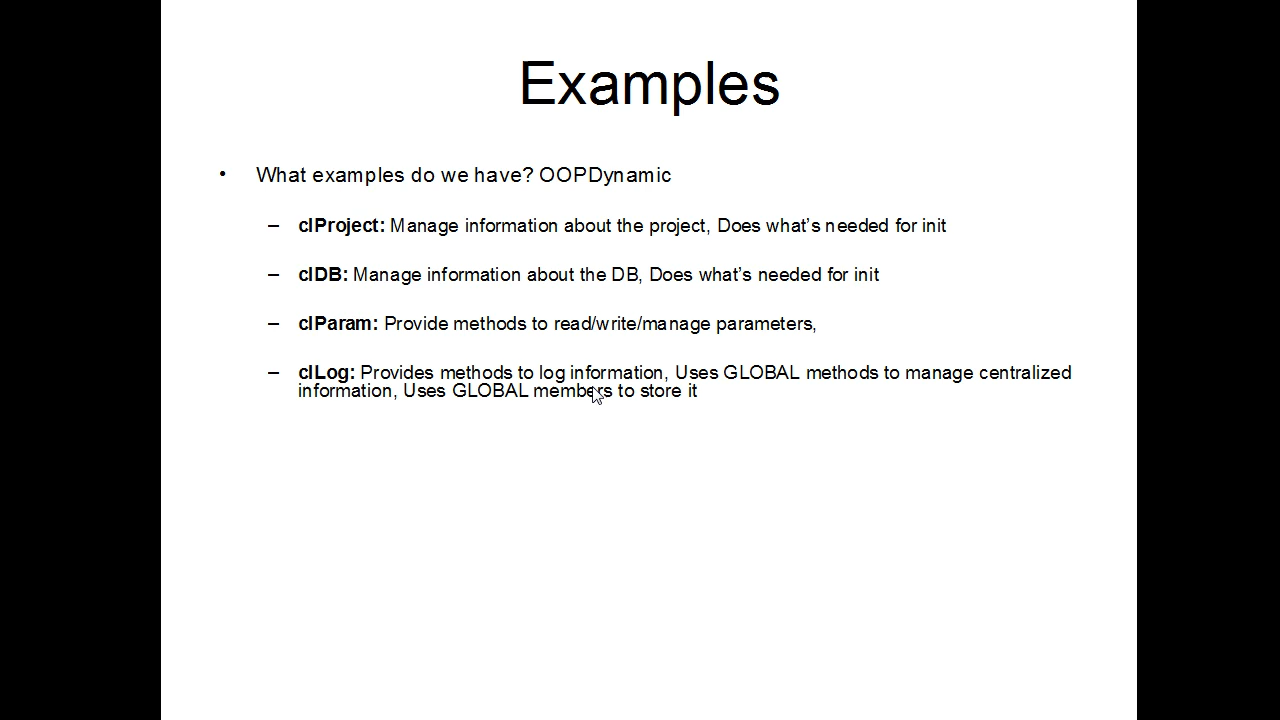 Examples
• What examples do we have? OOPDynamic
– clProject: Manage information about the project, Does what’s needed for init
– clDB: Manage information about the DB, Does what’s needed for init
– clParam: Provide methods to read/write/manage parameters,
– clLog: Provides methods to log information, Uses GLOBAL methods to manage centralized
information, Uses GLOBAL members to store it